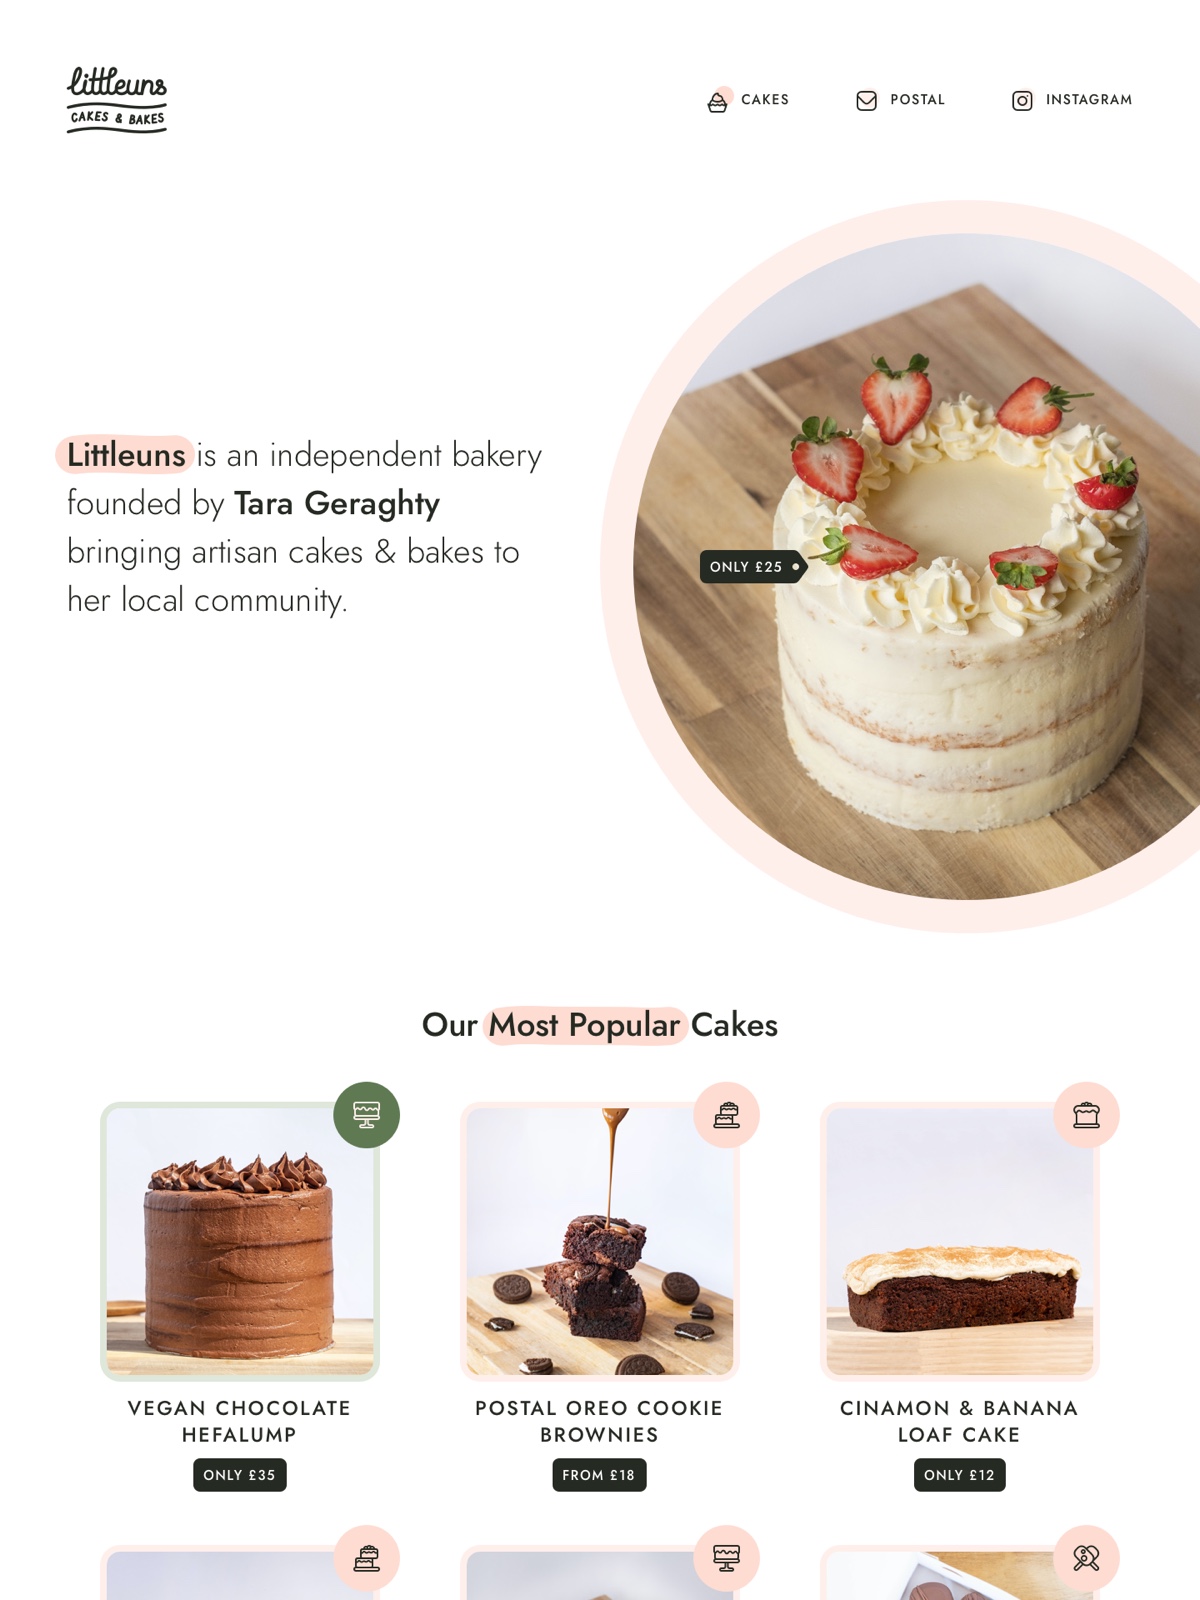 littleuns
CAKES & BAKES
CAKES
POSTAL
INSTAGRAM
Littleuns is an independent bakery
founded by Tara Geraghty
bringing artisan cakes & bakes to
her local community.
ONLY £25
Our Most Popular Cakes
VEGAN CHOCOLATE
HEFALUMP
ONLY £35
POSTAL OREO COOKIE
BROWNIES
FROM £18
CINAMON & BANANA
LOAF CAKE
ONLY £12